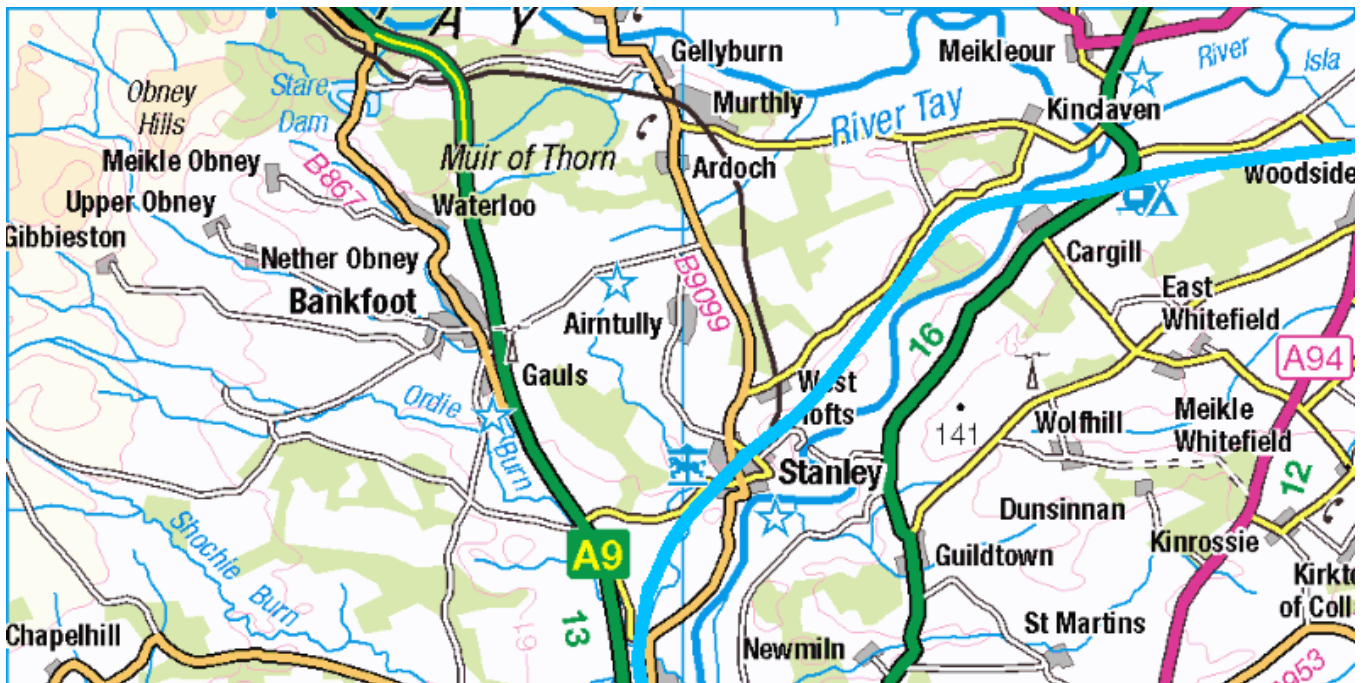 A Y
Gellyburn
Meikleour
River
Isla
Obney
Hills
Stare
Dam
Murthly
River Tay
Kinclaven
Meikle Obney
B867
Muir of Thorn
Ardoch
Woodside
Upper Obney
Waterloo
Gibbieston
Nether Obney
B9099
Cargill
Bankfoot
Airntully
East
Whitefield
16
A94
Gauls
West
Ordie
Burn
141
Wolfhill
Meikle
Whitefield
Stanley
12
Dunsinnan
Shochie
Burn
A9
Guildtown
Kinrossie
13
61
of Coll
Chapelhill
Newmiln
St Martins